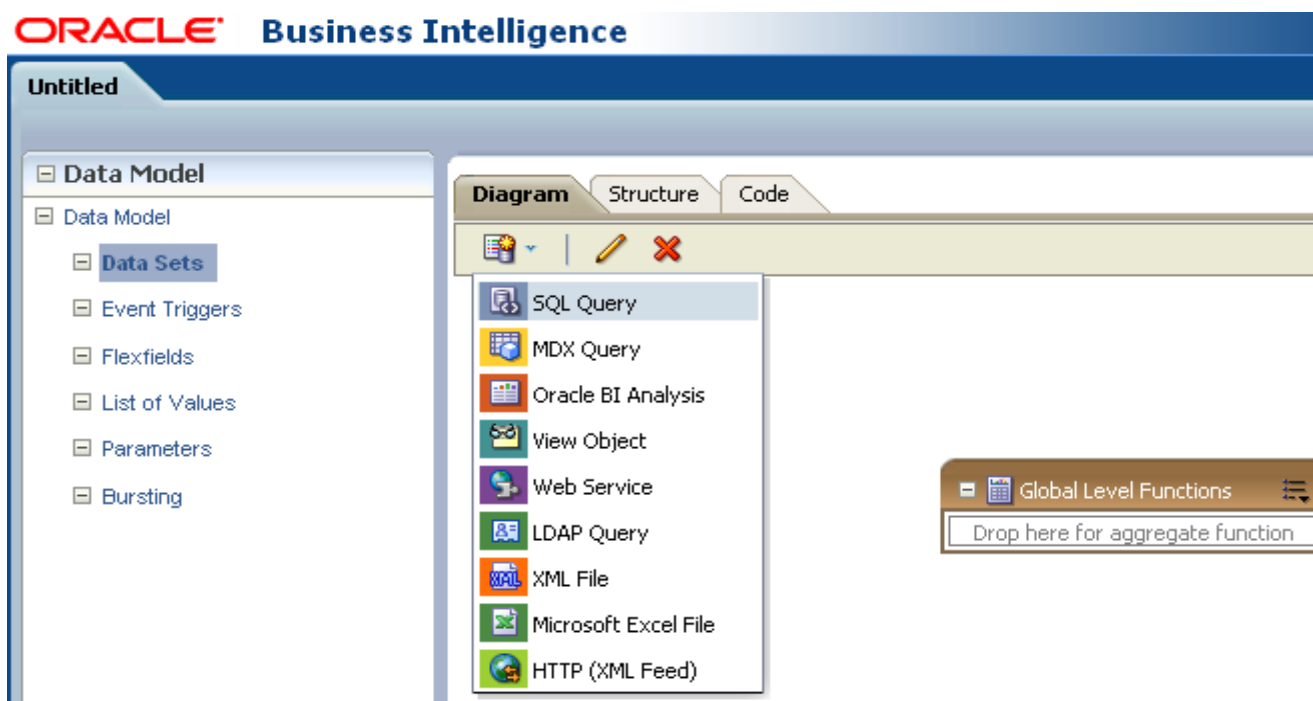 ORACLE Business Intelligence
Untitled
Data Model
Data Model
Data Sets
Event Triggers
Flexfields
List of Values
Parameters
Bursting
Diagram Structure Code
SQL Query
MDX Query
Oracle BI Analysis
View Object
Web Service
LDAP Query
XML File
Microsoft Excel File
HTTP (XML Feed)
Global Level Functions
Drop here for aggregate function